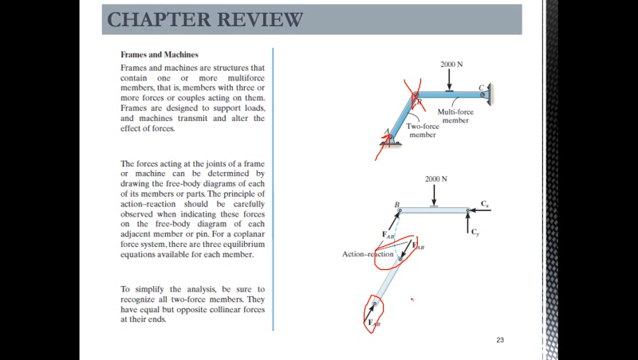 CHAPTER REVIEW
Frames and Machines
Frames and machines are structures that
contain one or more multiforce
members, that is, members with three or
more forces or couples acting on them.
Frames are designed to support loads,
and machines transmit and alter the
effect of forces.
The forces acting at the joints of a frame
or machine can be determined by
drawing the free-body diagrams of each
of its members or parts. The principle of
action–reaction should be carefully
observed when indicating these forces
on the free-body diagram of each
adjacent member or pin. For a coplanar
force system, there are three equilibrium
equations available for each member.
To simplify the analysis, be sure to
recognize all two-force members. They
have equal but opposite collinear forces
at their ends.
2000 N
C
B
Multi-force
member
A
Two-force
member
2000 N
B
Cx
FAB
Cy
FAB
Action–reaction
FAB
23